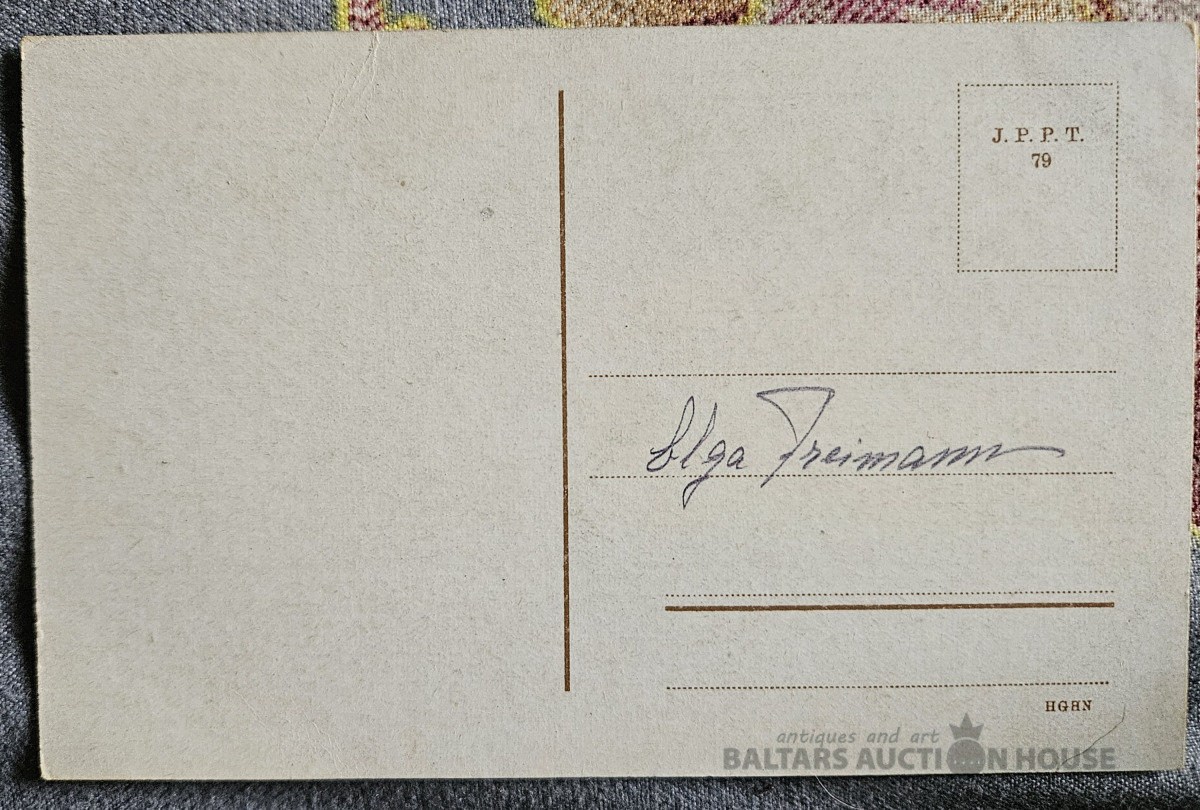 J. P. P. T.
79
Olga Freimann
HGHN
antiques and art
BALTARS AUCTION HOUSE